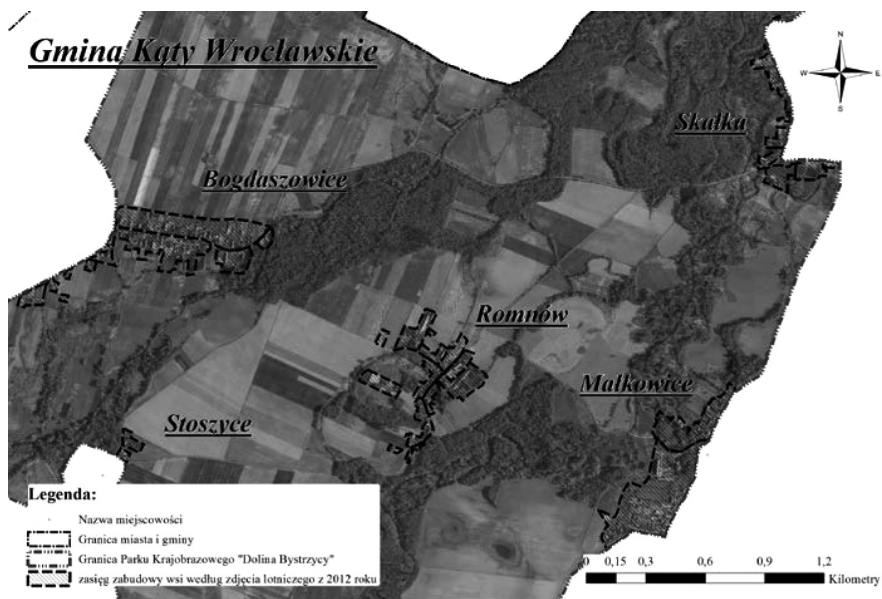 Gmina Kąty Wrocławskie
N
W
E
S
Skałka
Bogdaszowice
Romnów
Małkowice
Stoszyce
Legenda:
Nazwa miejscowości
Granica miasta i gminy
Granica Parku Krajobrazowego "Dolina Bystrzycy"
zasięg zabudowy wsi według zdjęcia lotniczego z 2012 roku
0 0,15 0,3 0,6 0,9 1,2
Kilometry